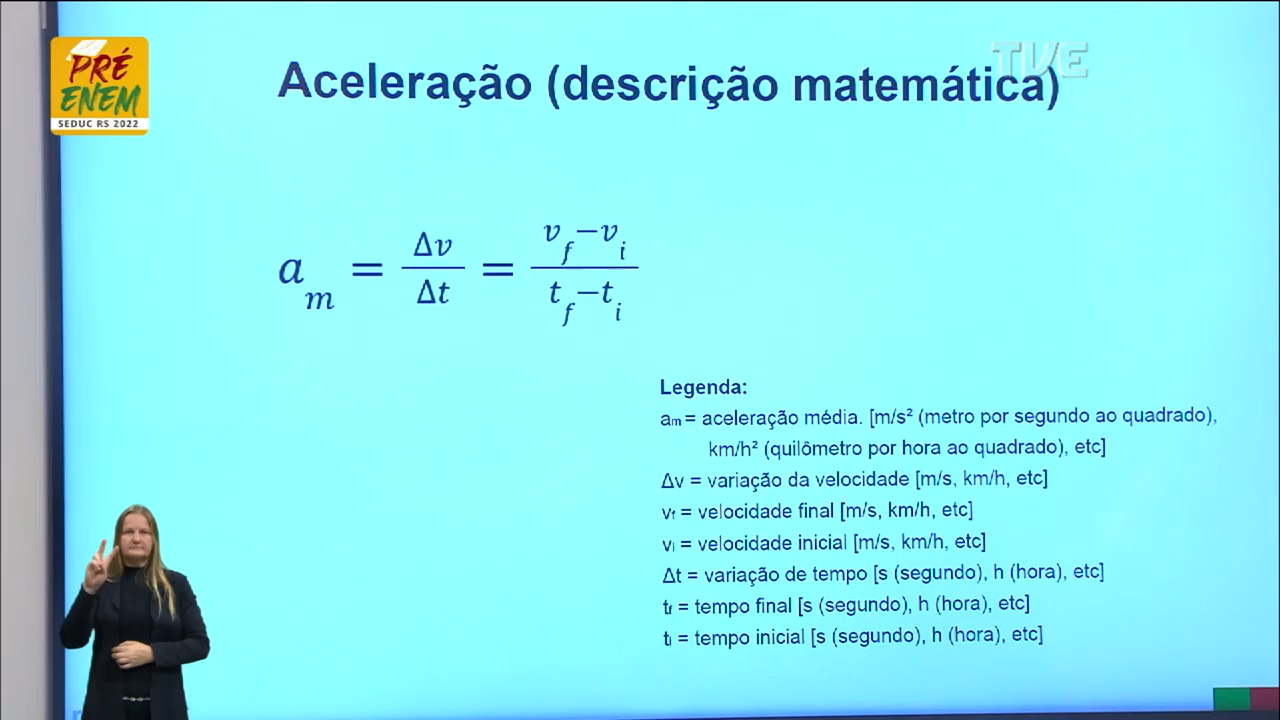 PRÉ
ENEM
SEDUC RS 2022
TVE
Aceleração (descrição matemática)
a_m = Δv/Δt = (v_f−v_i)/(t_f−t_i)
Legenda:
aₘ = aceleração média. [m/s² (metro por segundo ao quadrado),
km/h² (quilômetro por hora ao quadrado), etc]
Δv = variação da velocidade [m/s, km/h, etc]
v_f = velocidade final [m/s, km/h, etc]
v_i = velocidade inicial [m/s, km/h, etc]
Δt = variação de tempo [s (segundo), h (hora), etc]
t_f = tempo final [s (segundo), h (hora), etc]
t_i = tempo inicial [s (segundo), h (hora), etc]